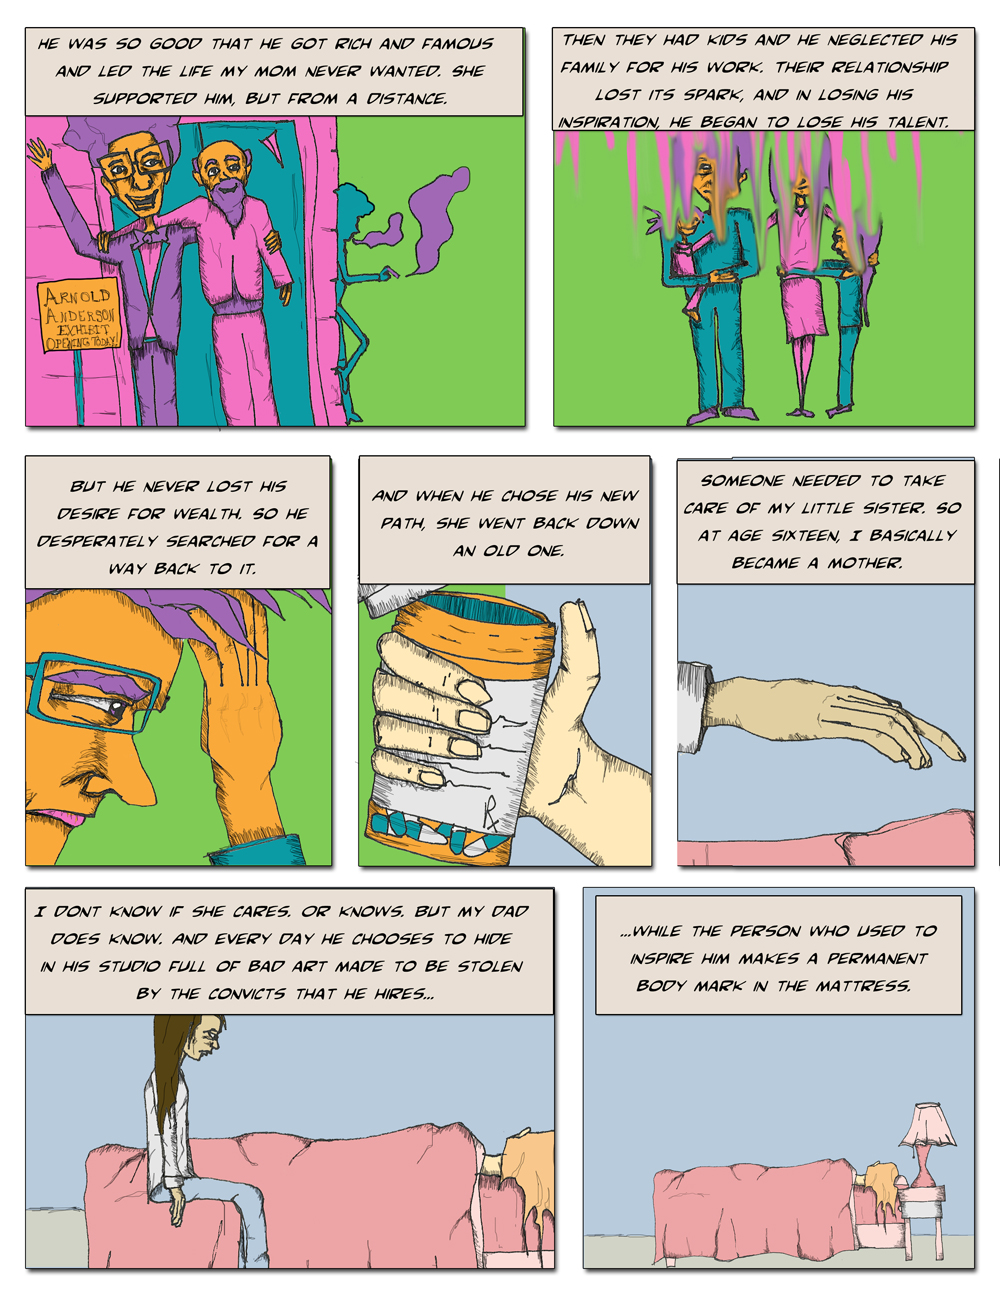 HE WAS SO GOOD THAT HE GOT RICH AND FAMOUS
AND LED THE LIFE MY MOM NEVER WANTED. SHE
SUPPORTED HIM, BUT FROM A DISTANCE.
ARNOLD
ANDERSON
EXHIBIT
OPENING TODAY!
THEN THEY HAD KIDS AND HE NEGLECTED HIS
FAMILY FOR HIS WORK. THEIR RELATIONSHIP
LOST ITS SPARK, AND IN LOSING HIS
INSPIRATION, HE BEGAN TO LOSE HIS TALENT.
BUT HE NEVER LOST HIS
DESIRE FOR WEALTH. SO HE
DESPERATELY SEARCHED FOR A
WAY BACK TO IT.
AND WHEN HE CHOSE HIS NEW
PATH, SHE WENT BACK DOWN
AN OLD ONE.
Rx
SOMEONE NEEDED TO TAKE
CARE OF MY LITTLE SISTER. SO
AT AGE SIXTEEN, I BASICALLY
BECAME A MOTHER.
I DONT KNOW IF SHE CARES. OR KNOWS. BUT MY DAD
DOES KNOW. AND EVERY DAY HE CHOOSES TO HIDE
IN HIS STUDIO FULL OF BAD ART MADE TO BE STOLEN
BY THE CONVICTS THAT HE HIRES...
...WHILE THE PERSON WHO USED TO
INSPIRE HIM MAKES A PERMANENT
BODY MARK IN THE MATTRESS.